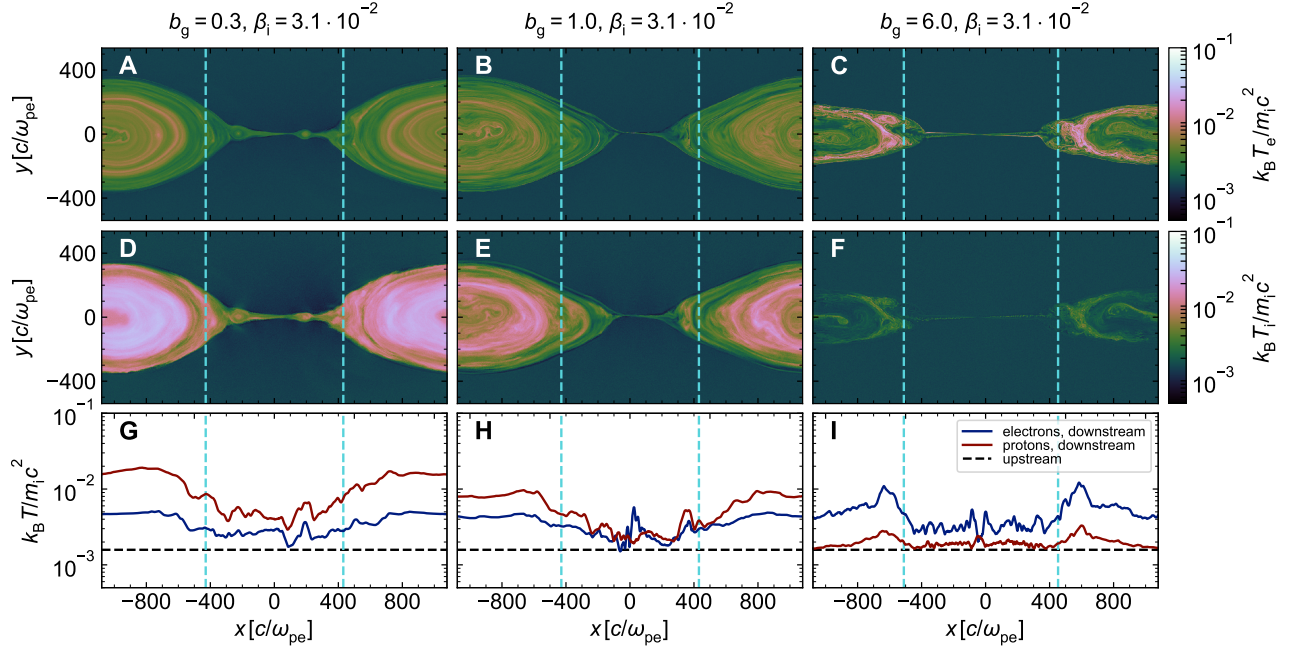 b_g = 0.3, β_i = 3.1 · 10^−2
b_g = 1.0, β_i = 3.1 · 10^−2
b_g = 6.0, β_i = 3.1 · 10^−2
A
B
C
400
0
−400
y [c/ω_pe]
10^−1
10^−2
10^−3
k_B T_e/m_i c^2
D
E
F
400
0
−400
y [c/ω_pe]
10^−1
10^−2
10^−3
k_B T_i/m_i c^2
G
H
I
10^−1
10^−2
10^−3
k_B T/m_i c^2
electrons, downstream
protons, downstream
upstream
−800 −400 0 400 800
−800 −400 0 400 800
−800 −400 0 400 800
x [c/ω_pe]
x [c/ω_pe]
x [c/ω_pe]